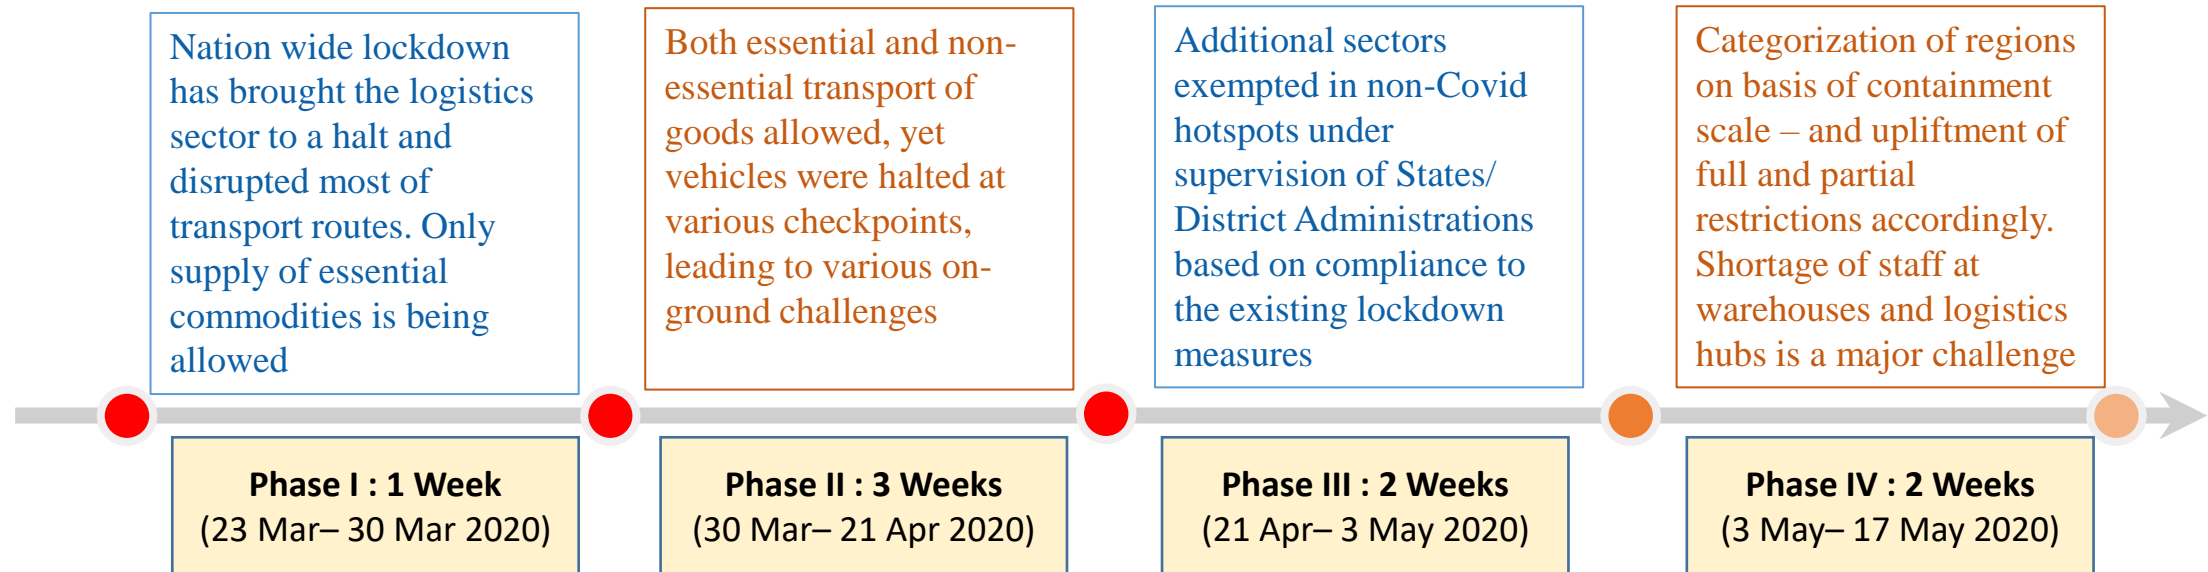 Nation wide lockdown
has brought the logistics
sector to a halt and
disrupted most of
transport routes. Only
supply of essential
commodities is being
allowed
Both essential and non-
essential transport of
goods allowed, yet
vehicles were halted at
various checkpoints,
leading to various on-
ground challenges
Additional sectors
exempted in non-Covid
hotspots under
supervision of States/
District Administrations
based on compliance to
the existing lockdown
measures
Categorization of regions
on basis of containment
scale – and upliftment of
full and partial
restrictions accordingly.
Shortage of staff at
warehouses and logistics
hubs is a major challenge
Phase I : 1 Week
(23 Mar– 30 Mar 2020)
Phase II : 3 Weeks
(30 Mar– 21 Apr 2020)
Phase III : 2 Weeks
(21 Apr– 3 May 2020)
Phase IV : 2 Weeks
(3 May– 17 May 2020)